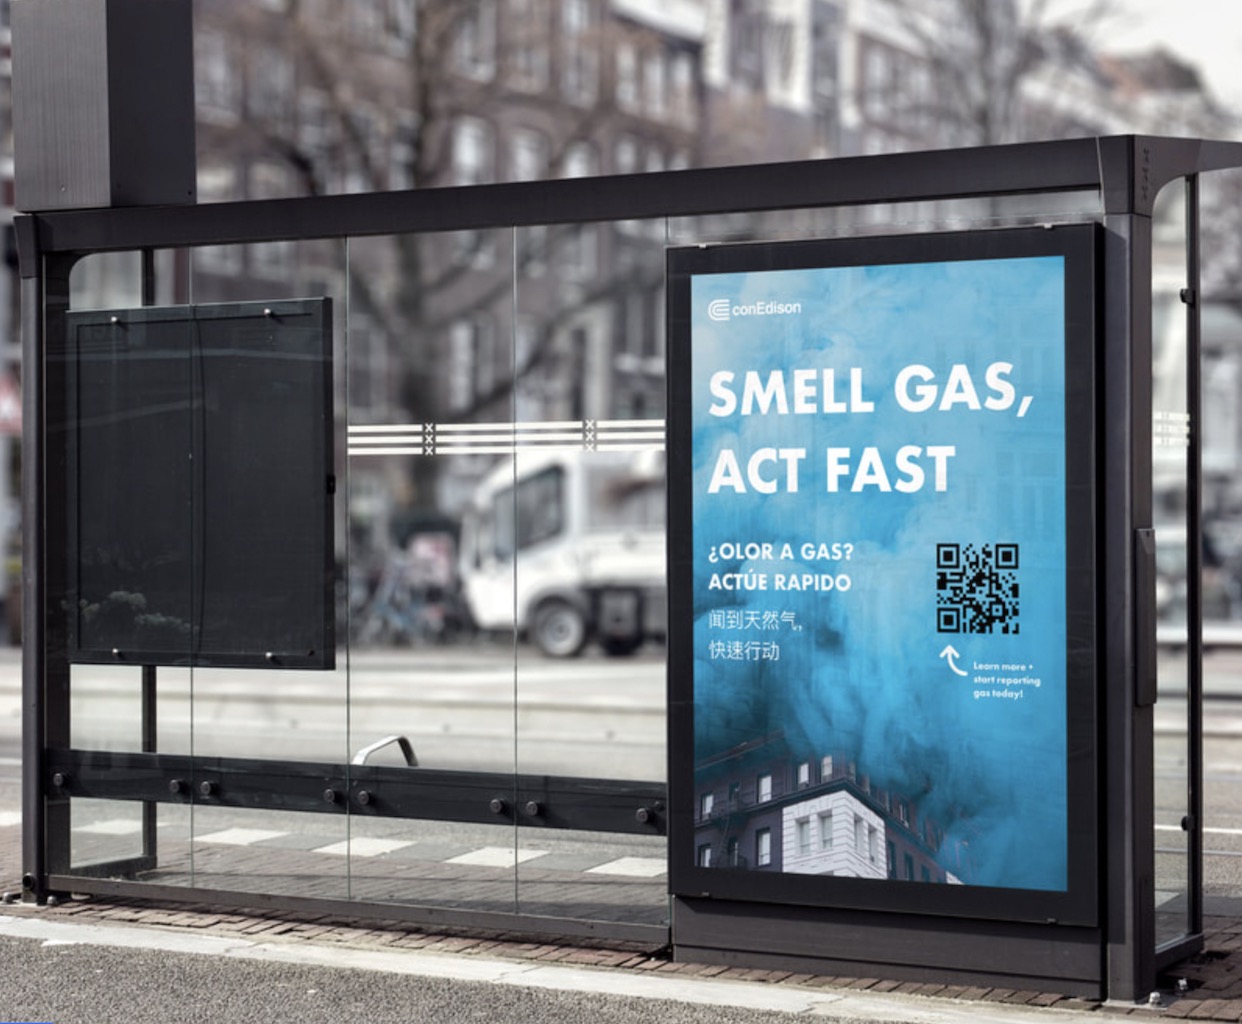 conEdison
SMELL GAS,
ACT FAST
¿OLOR A GAS?
ACTÚE RAPIDO
闻到天然气,
快速行动
Learn more +
start reporting
gas today!